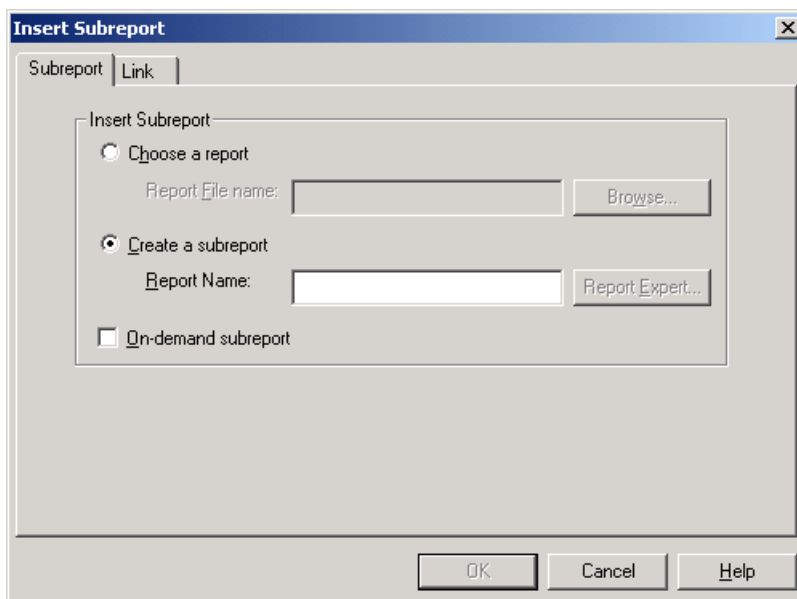 Insert Subreport
Subreport Link
Insert Subreport
Choose a report
Report File name: Browse...
Create a subreport
Report Name: Report Expert...
On-demand subreport
OK Cancel Help